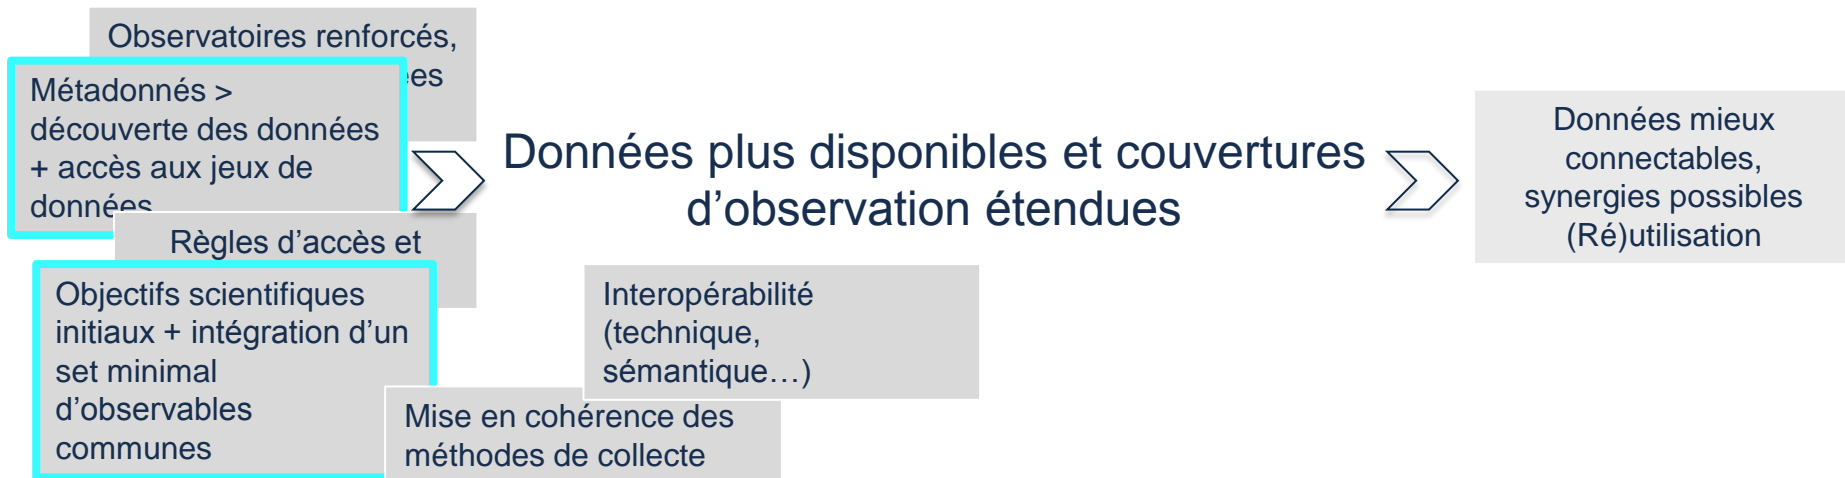 Observatoires renforcés,
Métadonnés >
découverte des données
+ accès aux jeux de
données
Règles d'accès et
Objectifs scientifiques
initiaux + intégration d'un
set minimal
d'observables
communes
Mise en cohérence des
méthodes de collecte
Interopérabilité
(technique,
sémantique…)
Données plus disponibles et couvertures
d'observation étendues
Données mieux
connectables,
synergies possibles
(Ré)utilisation